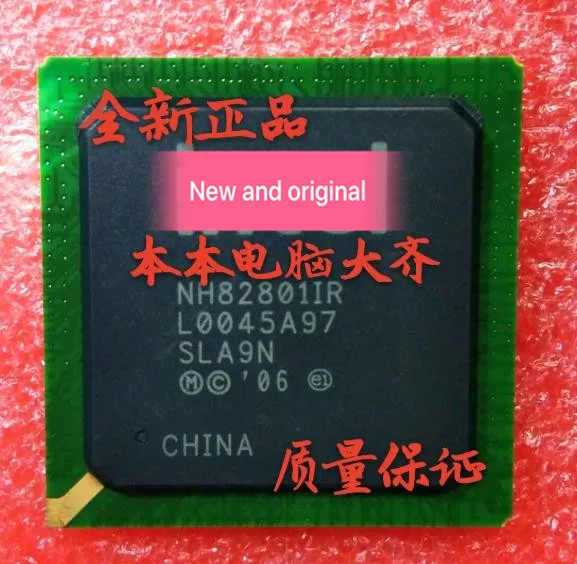 全新正品
New and original
本本电脑大齐
NH82801IR
L0045A97
SLA9N
Ⓜ©'06 e1
CHINA
质量保证